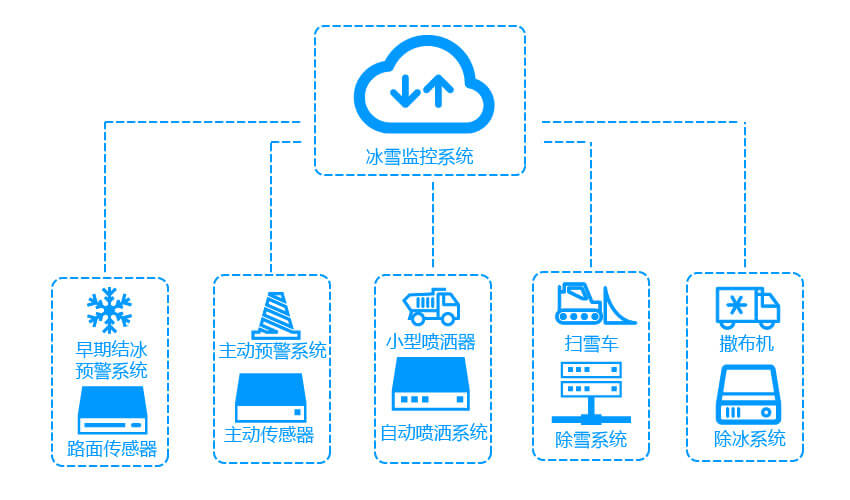 冰雪监控系统
早期结冰
预警系统
路面传感器
主动预警系统
主动传感器
小型喷洒器
自动喷洒系统
扫雪车
除雪系统
撒布机
除冰系统